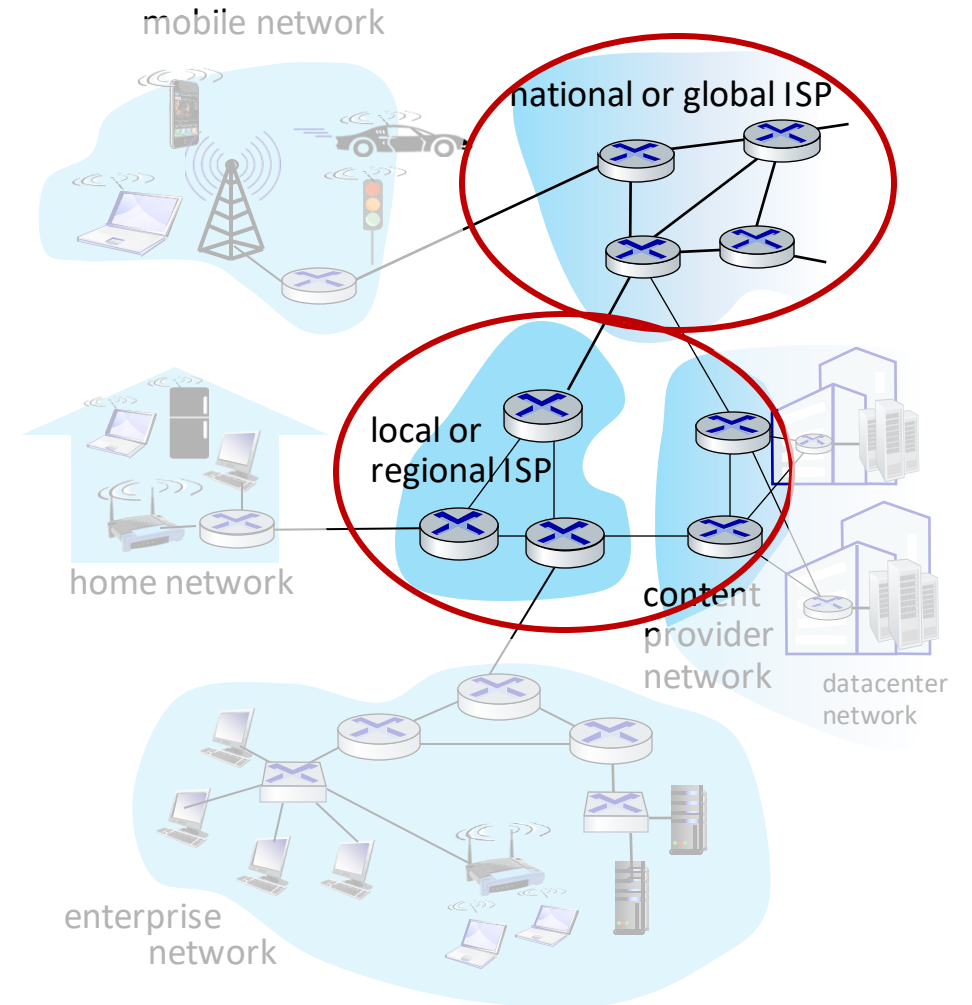 mobile network
national or global ISP
local or
regional ISP
home network
content
provider
network
datacenter
network
enterprise
network